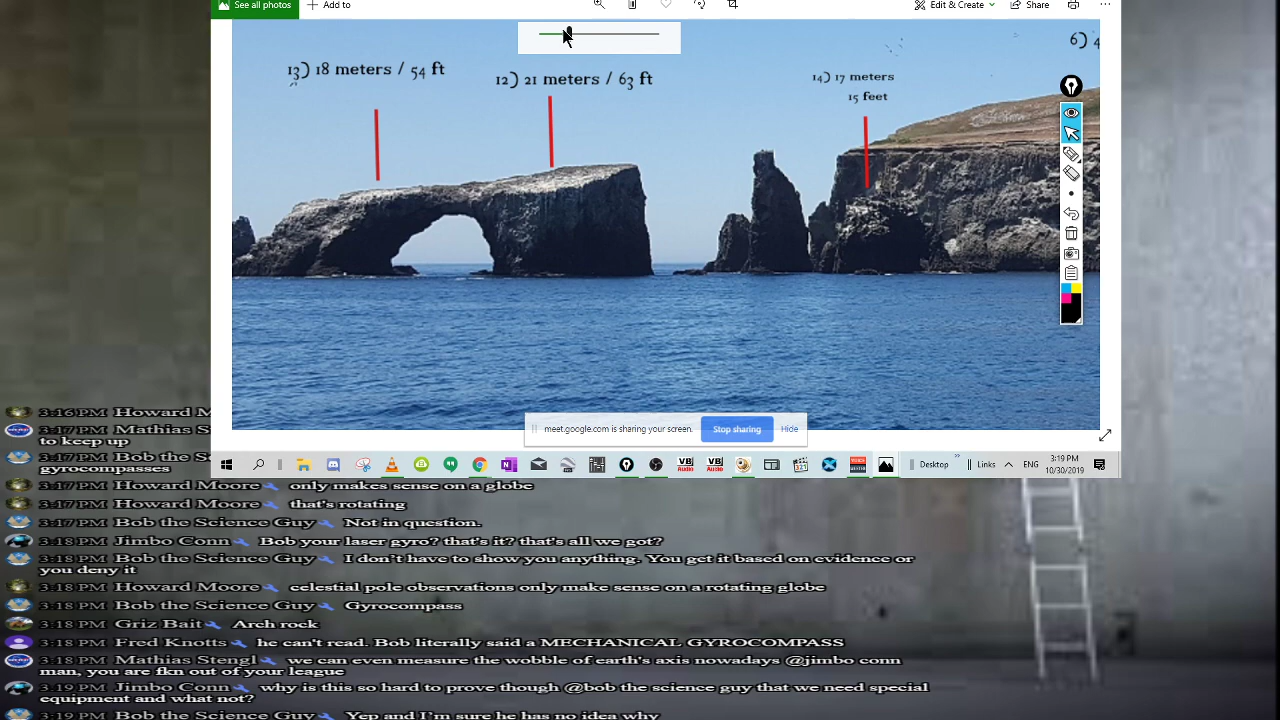 See all photos
Add to
Edit & Create
Share
13) 18 meters / 54 ft
12) 21 meters / 63 ft
14) 17 meters
15 feet
6) 4
meet.google.com is sharing your screen.
Stop sharing
Hide
Desktop
Links
ENG
3:19 PM
10/30/2019
3:16 PM Howard M
3:17 PM Mathias S
to keep up
3:17 PM Bob the S
gyrocompasses
3:17 PM Howard Moore only makes sense on a globe
3:17 PM Howard Moore that's rotating
3:17 PM Bob the Science Guy Not in question.
3:18 PM Jimbo Conn Bob your laser gyro? that's it? that's all we got?
3:18 PM Bob the Science Guy I don't have to show you anything. You get it based on evidence or
you deny it
3:18 PM Howard Moore celestial pole observations only make sense on a rotating globe
3:18 PM Bob the Science Guy Gyrocompass
3:18 PM Griz Bait Arch rock
3:18 PM Fred Knotts he can't read. Bob literally said a MECHANICAL GYROCOMPASS
3:18 PM Mathias Stengl we can even measure the wobble of earth's axis nowadays @jimbo conn
man, you are fkn out of your league
3:19 PM Jimbo Conn why is this so hard to prove though @bob the science guy that we need special
equipment and what not?
3:19 PM Bob the Science Guy Yep and I'm sure he has no idea why